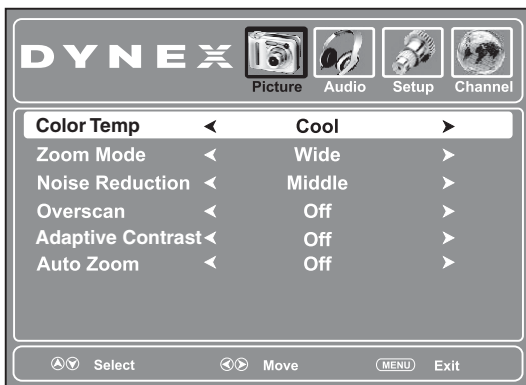 DYNEX
Picture Audio Setup Channel
Color Temp Cool
Zoom Mode Wide
Noise Reduction Middle
Overscan Off
Adaptive Contrast Off
Auto Zoom Off
Select Move MENU Exit